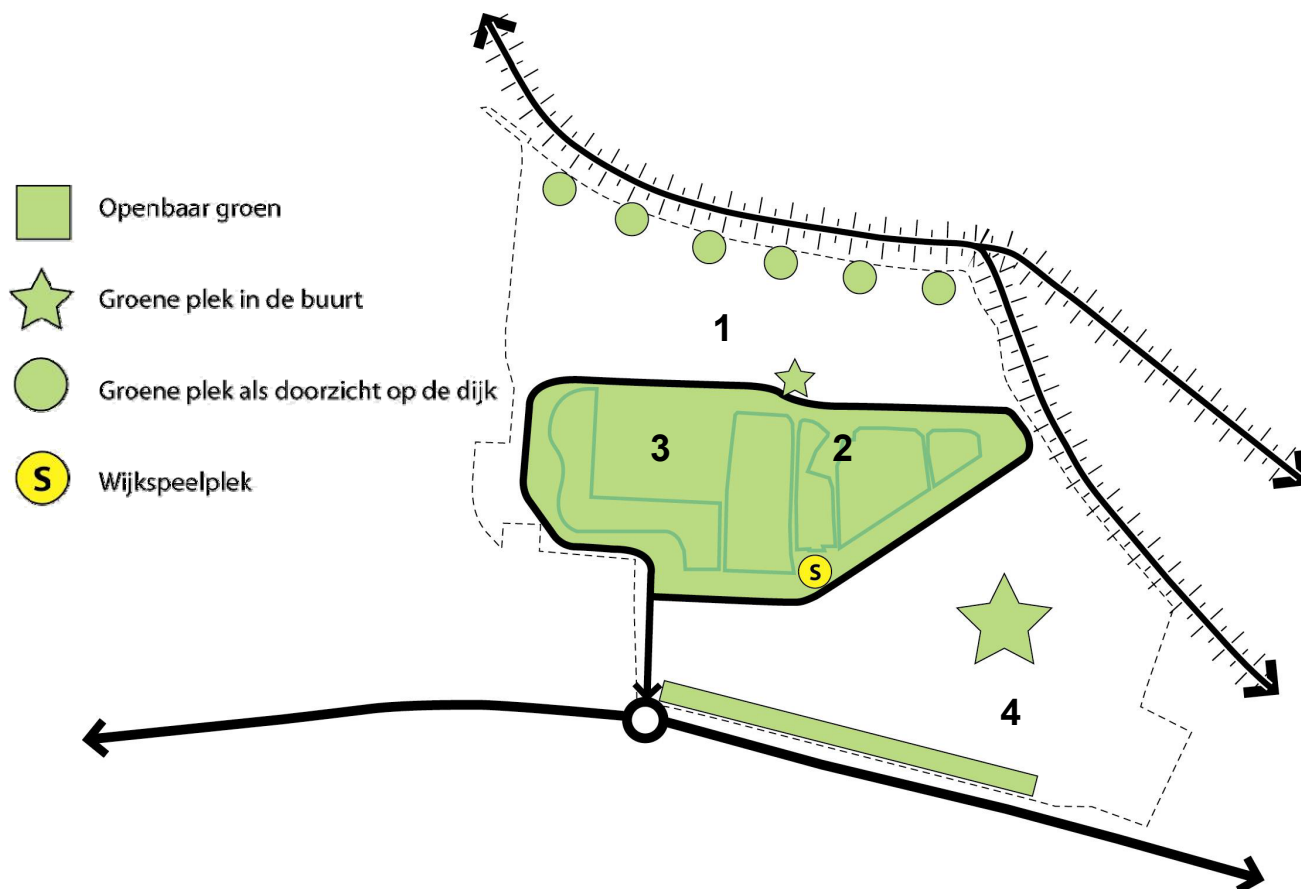 Openbaar groen
Groene plek in de buurt
Groene plek als doorzicht op de dijk
S Wijkspeelplek
1
3
2
S
4